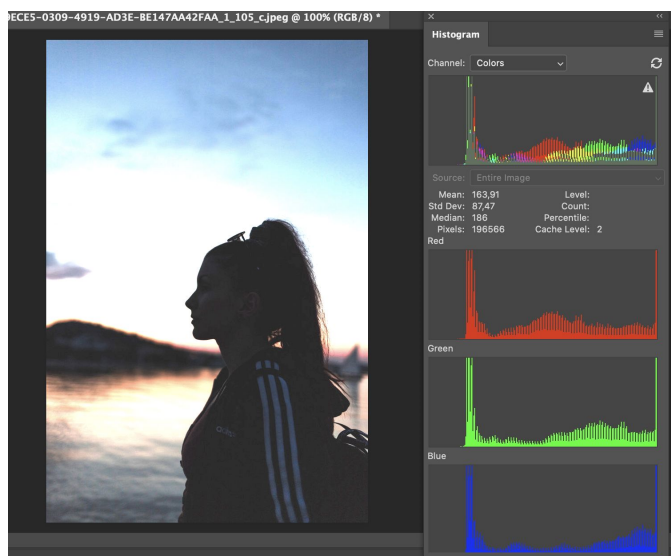 9ECE5-0309-4919-AD3E-BE147AA42FAA_1_105_c.jpeg @ 100% (RGB/8) *
Histogram
Channel: Colors
Source: Entire Image
Mean: 163,91 Level:
Std Dev: 87,47 Count:
Median: 186 Percentile:
Pixels: 196566 Cache Level: 2
Red
Green
Blue